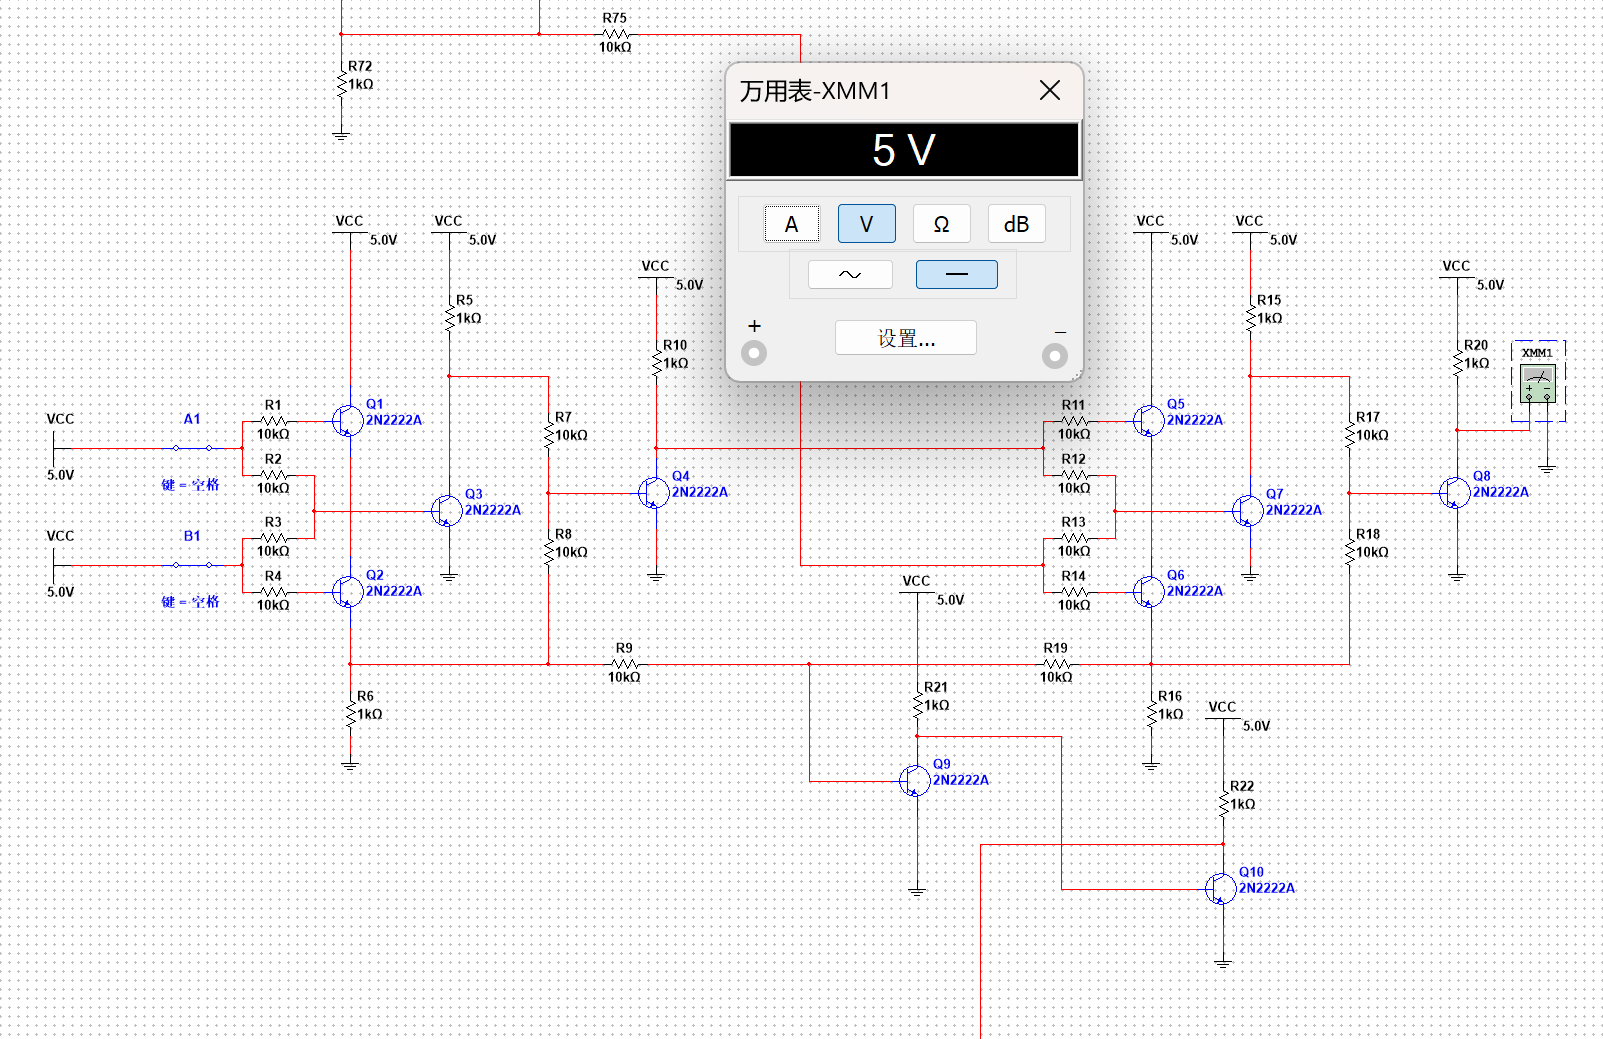 R75
10kΩ
R72
1kΩ
万用表-XMM1
5 V
A
V
Ω
dB
+
设置...
VCC
5.0V
VCC
5.0V
VCC
5.0V
VCC
5.0V
VCC
5.0V
VCC
5.0V
R5
1kΩ
R15
1kΩ
R10
1kΩ
R20
1kΩ
XMM1
VCC
5.0V
A1
键 = 空格
R1
10kΩ
Q1
2N2222A
R2
10kΩ
R7
10kΩ
R11
10kΩ
Q5
2N2222A
R12
10kΩ
R17
10kΩ
Q3
2N2222A
Q4
2N2222A
Q7
2N2222A
Q8
2N2222A
VCC
5.0V
B1
键 = 空格
R3
10kΩ
R4
10kΩ
Q2
2N2222A
R8
10kΩ
R13
10kΩ
R14
10kΩ
Q6
2N2222A
R18
10kΩ
VCC
5.0V
R9
10kΩ
R19
10kΩ
R6
1kΩ
R21
1kΩ
R16
1kΩ
VCC
5.0V
Q9
2N2222A
R22
1kΩ
Q10
2N2222A